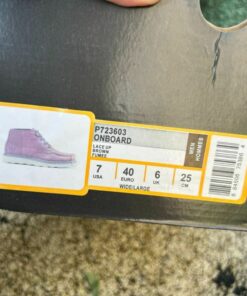 P723603
ONBOARD
LACE UP
BROWN
FUMEE
MEN
HOMMES
7 40 6 25
USA EURO UK CM
WIDE/LARGE